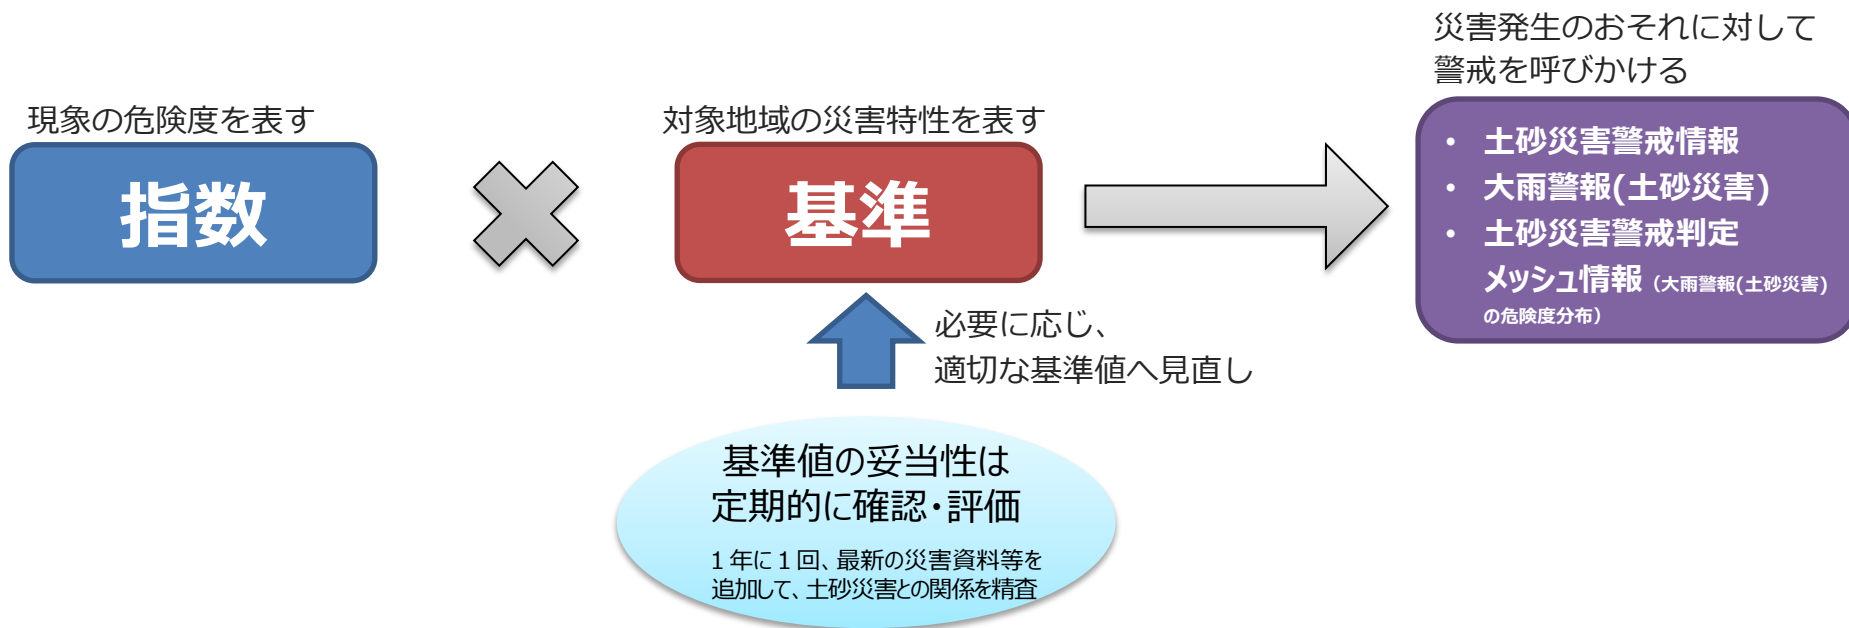 災害発生のおそれに対して
警戒を呼びかける
現象の危険度を表す
指数
対象地域の災害特性を表す
基準
• 土砂災害警戒情報
• 大雨警報(土砂災害)
• 土砂災害警戒判定
メッシュ情報（大雨警報(土砂災害)
の危険度分布）
必要に応じ、
適切な基準値へ見直し
基準値の妥当性は
定期的に確認・評価
１年に１回、最新の災害資料等を
追加して、土砂災害との関係を精査